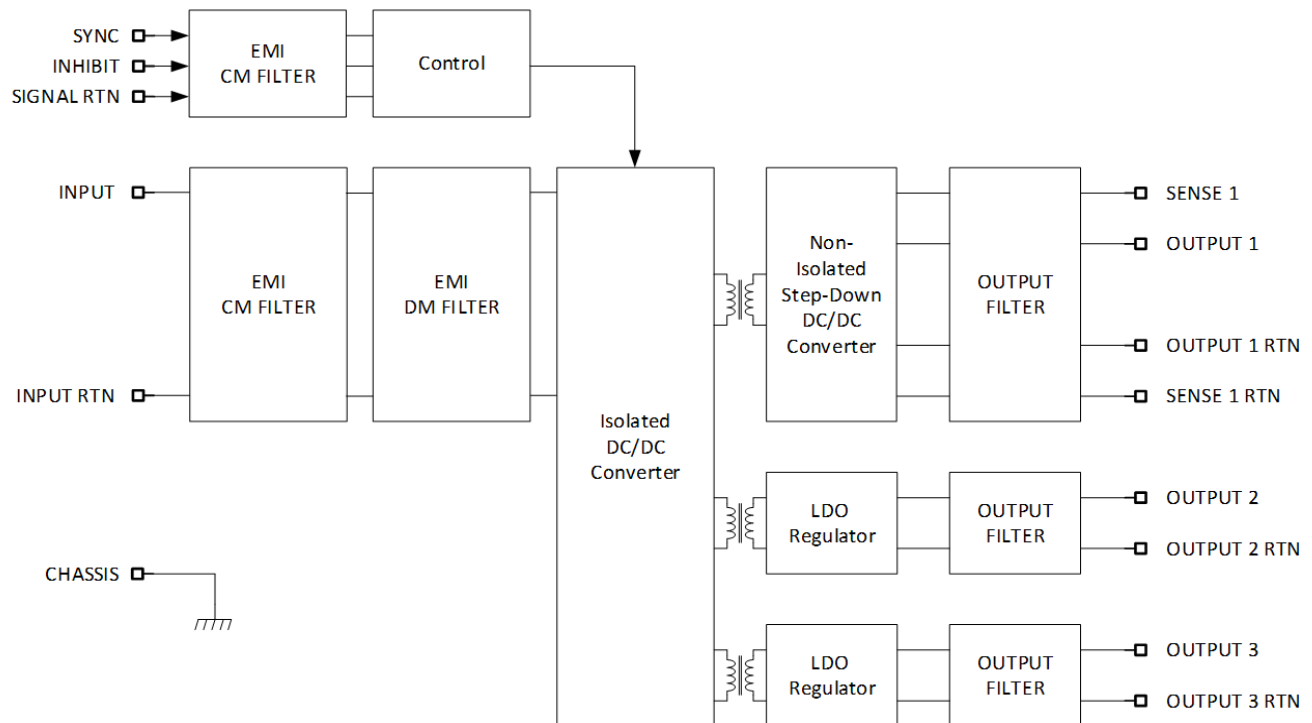 SYNC
INHIBIT
SIGNAL RTN
EMI
CM FILTER
Control
INPUT
INPUT RTN
EMI
CM FILTER
EMI
DM FILTER
CHASSIS
Isolated
DC/DC
Converter
Non-
Isolated
Step-Down
DC/DC
Converter
OUTPUT
FILTER
SENSE 1
OUTPUT 1
OUTPUT 1 RTN
SENSE 1 RTN
LDO
Regulator
OUTPUT
FILTER
OUTPUT 2
OUTPUT 2 RTN
LDO
Regulator
OUTPUT
FILTER
OUTPUT 3
OUTPUT 3 RTN